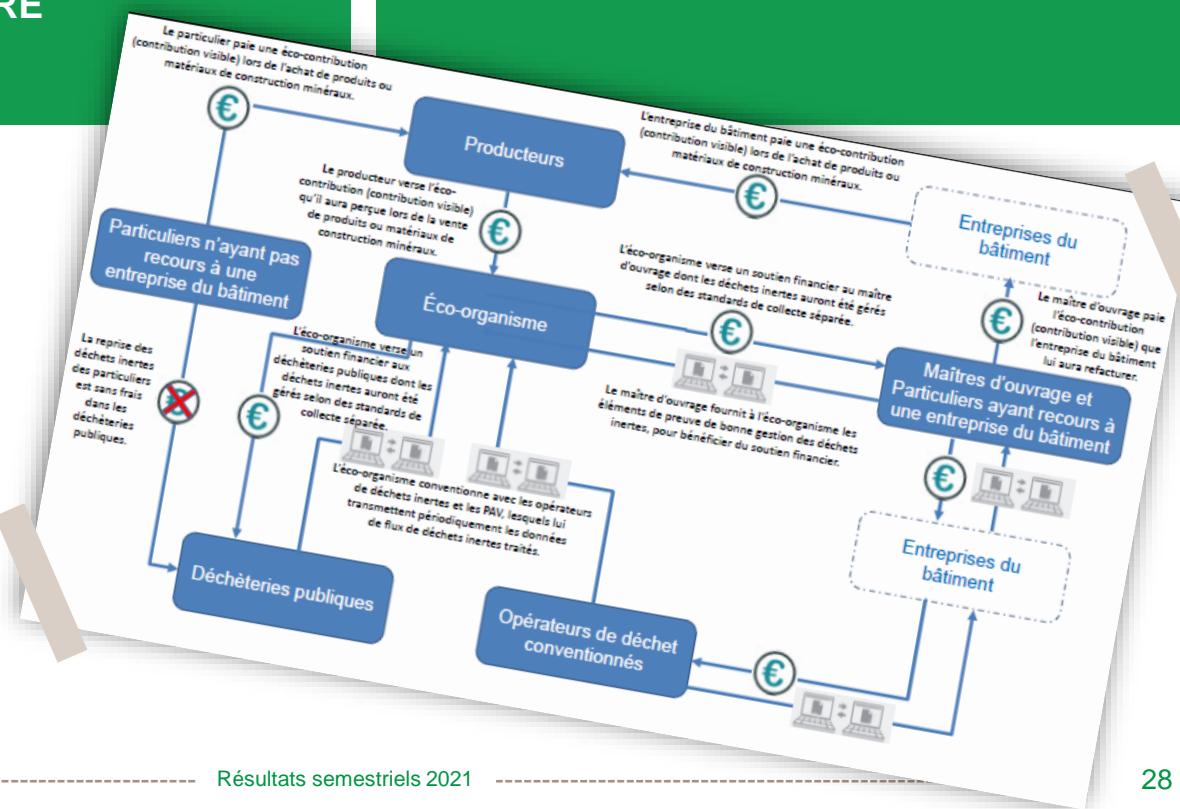 RE
Le particulier paie une éco-contribution
(contribution visible) lors de l'achat de produits ou
matériaux de construction minéraux.
€
Producteurs
L'entreprise du bâtiment paie une éco-contribution
(contribution visible) lors de l'achat de produits ou
matériaux de construction minéraux.
€
Entreprises du
bâtiment
Le producteur verse l'éco-
contribution (contribution visible)
qu'il aura perçue lors de la vente
de produits ou matériaux de
construction minéraux.
€
Particuliers n'ayant pas
recours à une
entreprise du bâtiment
Éco-organisme
L'éco-organisme verse un soutien financier au maître
d'ouvrage dont les déchets inertes auront été gérés
selon des standards de collecte séparée.
€
€
Le maître d'ouvrage paie
l'éco-contribution
(contribution visible) que
l'entreprise du bâtiment
lui aura refacturer.
La reprise des
déchets inertes
des particuliers
est sans frais
dans les
déchèteries
publiques.
€
€
L'éco-organisme verse un
soutien financier aux
déchèteries publiques dont les
déchets inertes auront été
gérés selon des standards de
collecte séparée.
Le maître d'ouvrage fournit à l'éco-organisme les
éléments de preuve de bonne gestion des déchets
inertes, pour bénéficier du soutien financier.
Maîtres d'ouvrage et
Particuliers ayant recours à
une entreprise du bâtiment
L'éco-organisme conventionne avec les opérateurs
de déchets inertes et les PAV, lesquels lui
transmettent périodiquement les données
de flux de déchets inertes traités.
€
Entreprises du
bâtiment
Déchèteries publiques
Opérateurs de déchet
conventionnés
€
Résultats semestriels 2021
28